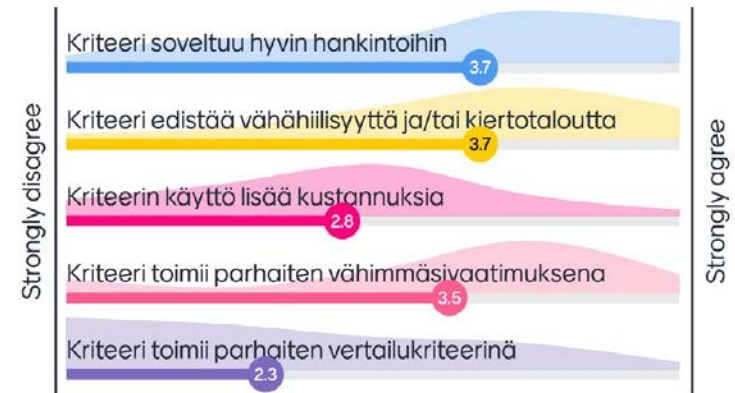 Kriteeri soveltuu hyvin hankintoihin
3.7
Kriteeri edistää vähähiilisyyttä ja/tai kiertotaloutta
3.7
Kriteerin käyttö lisää kustannuksia
2.8
Kriteeri toimii parhaiten vähimmäsivaatimuksena
3.5
Kriteeri toimii parhaiten vertailukriteerinä
2.3
Strongly disagree
Strongly agree